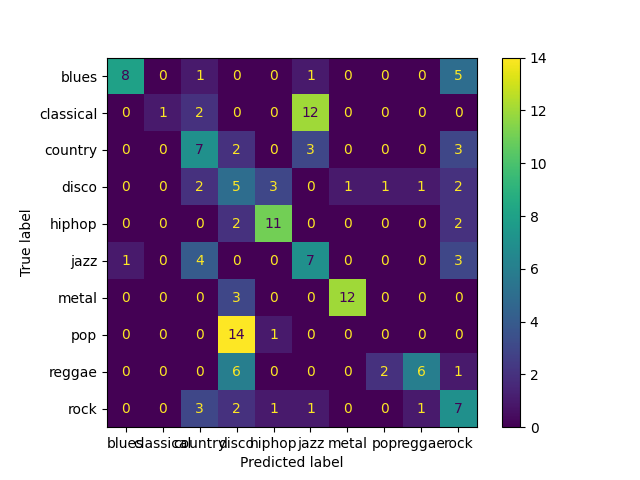 blues 8 0 1 0 0 1 0 0 0 5
classical 0 1 2 0 0 12 0 0 0 0
country 0 0 7 2 0 3 0 0 0 3
disco 0 0 2 5 3 0 1 1 1 2
hiphop 0 0 0 2 11 0 0 0 0 2
jazz 1 0 4 0 0 7 0 0 0 3
metal 0 0 0 3 0 0 12 0 0 0
pop 0 0 0 14 1 0 0 0 0 0
reggae 0 0 0 6 0 0 0 2 6 1
rock 0 0 3 2 1 1 0 0 1 7
blues classical country disco hiphop jazz metal pop reggae rock
Predicted label
True label
14
12
10
8
6
4
2
0